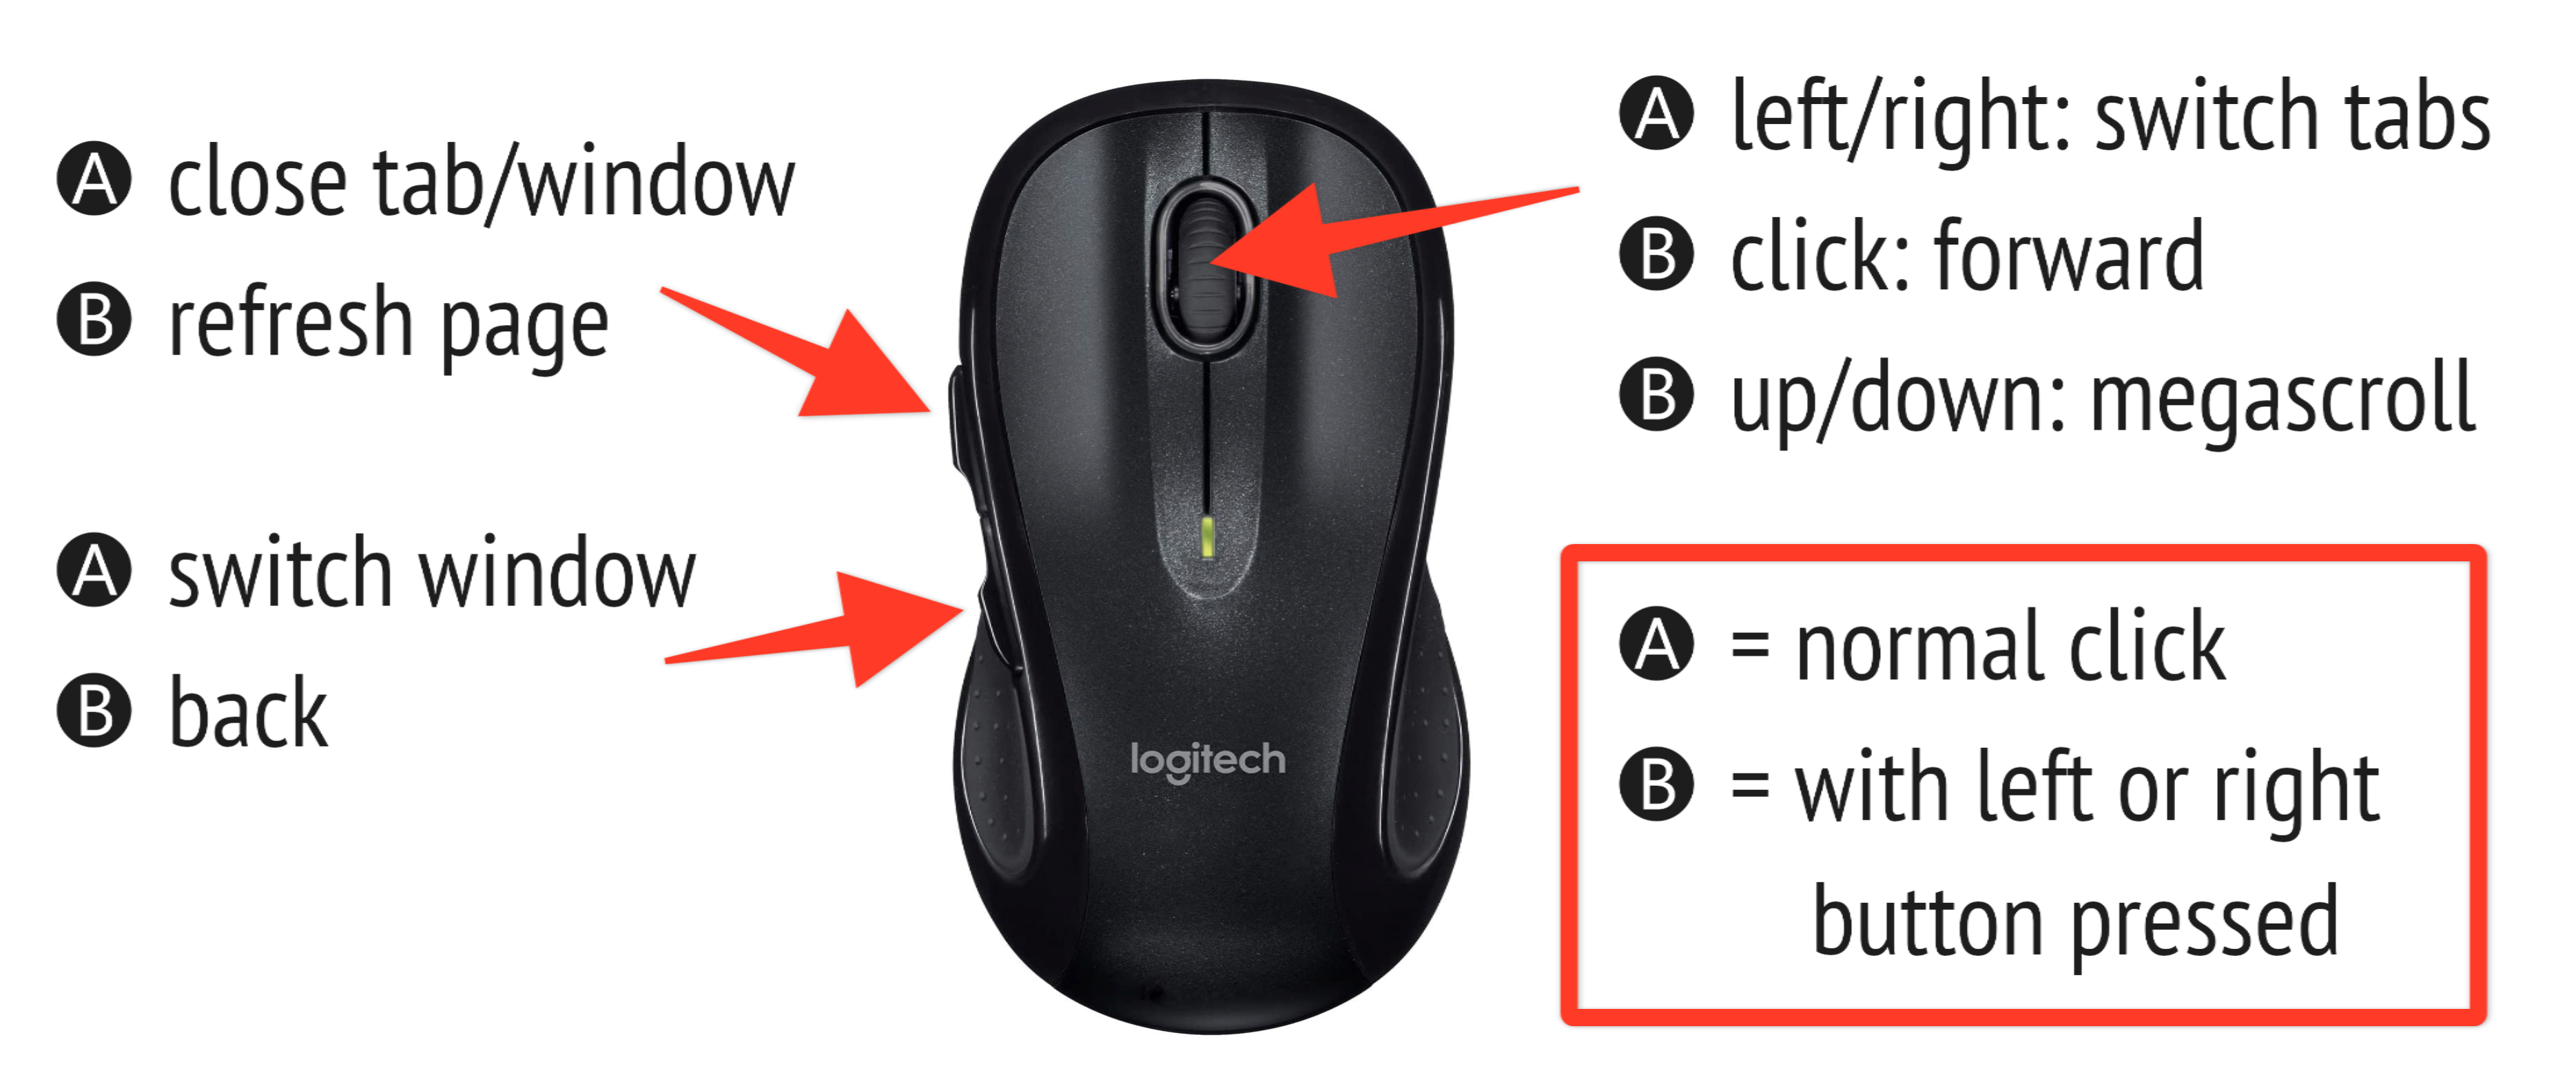 Ⓐ close tab/window
Ⓑ refresh page
Ⓐ switch window
Ⓑ back
logitech
Ⓐ left/right: switch tabs
Ⓑ click: forward
Ⓑ up/down: megascroll
Ⓐ = normal click
Ⓑ = with left or right
button pressed